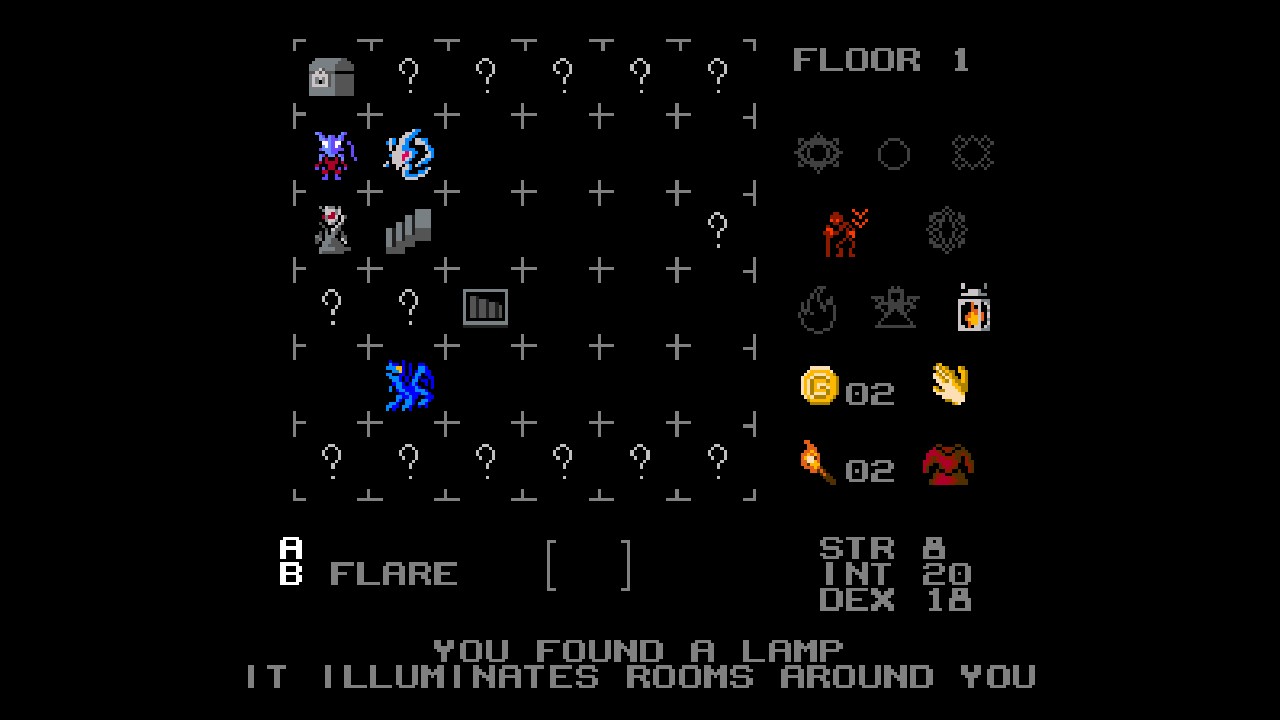 ? ? ? ? ?
FLOOR 1
?
? ?
02
? ? ? ? ? ?
02
A
B FLARE [ ]
STR 8
INT 20
DEX 18
YOU FOUND A LAMP
IT ILLUMINATES ROOMS AROUND YOU